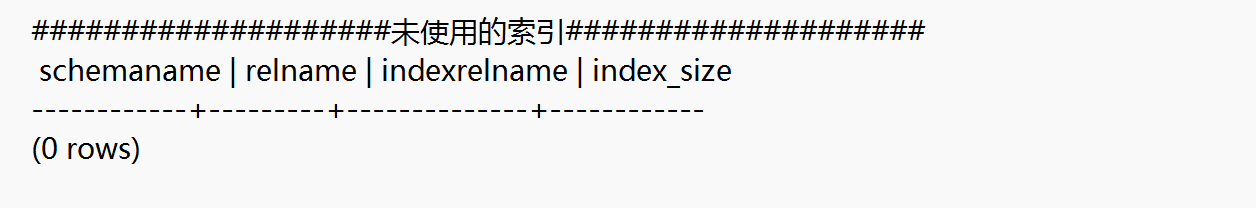 ####################未使用的索引####################
schemaname | relname | indexrelname | index_size
------------+---------+--------------+------------
(0 rows)